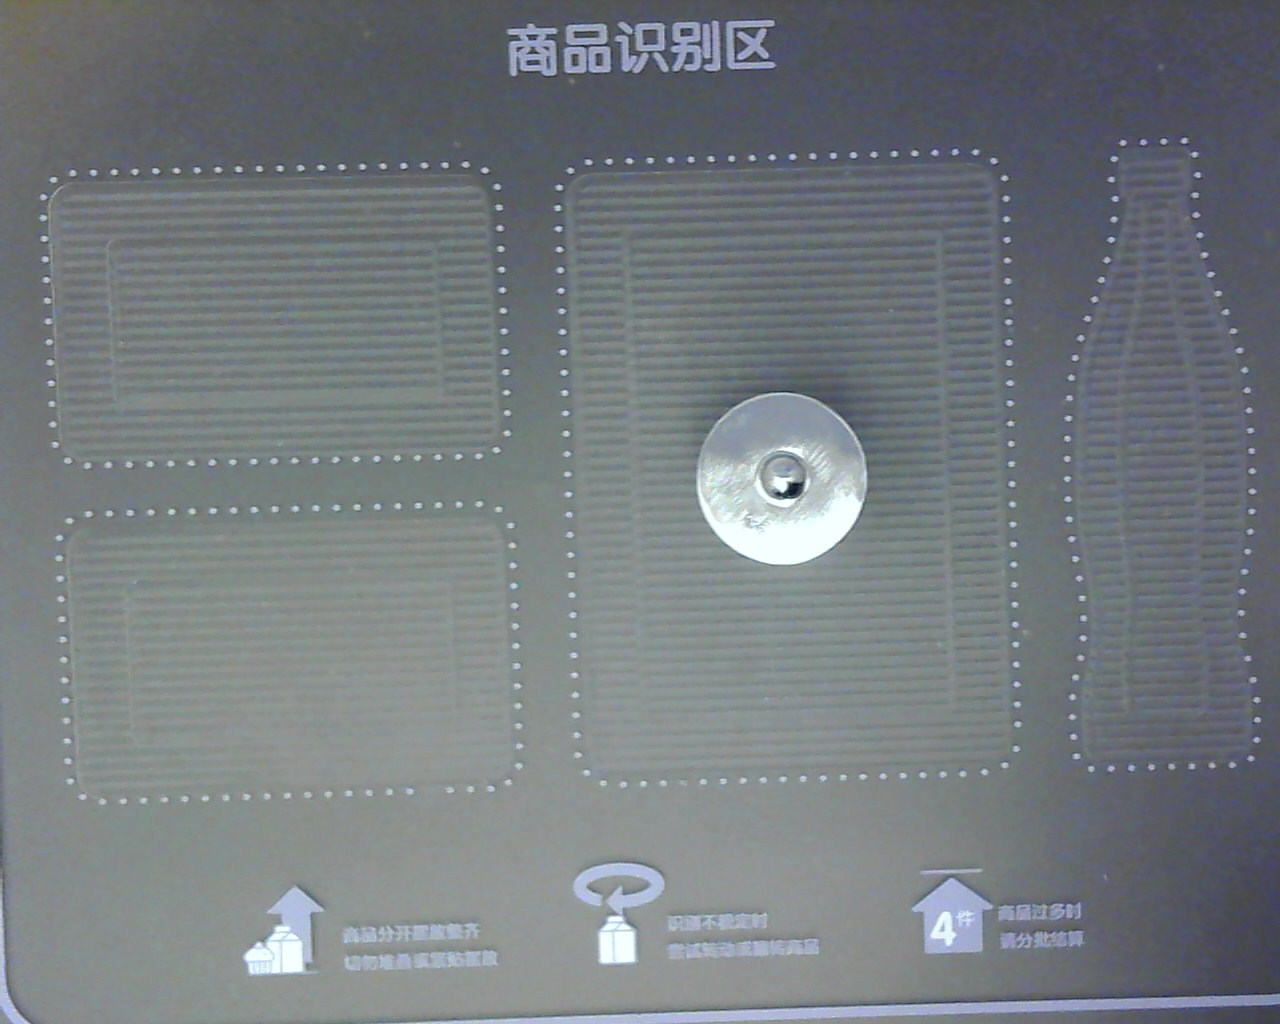 商品识别区
商品分开摆放整齐
切勿堆叠或紧贴摆放
识别不稳定时
尝试转动或翻转商品
4件
商品过多时
请分批结算